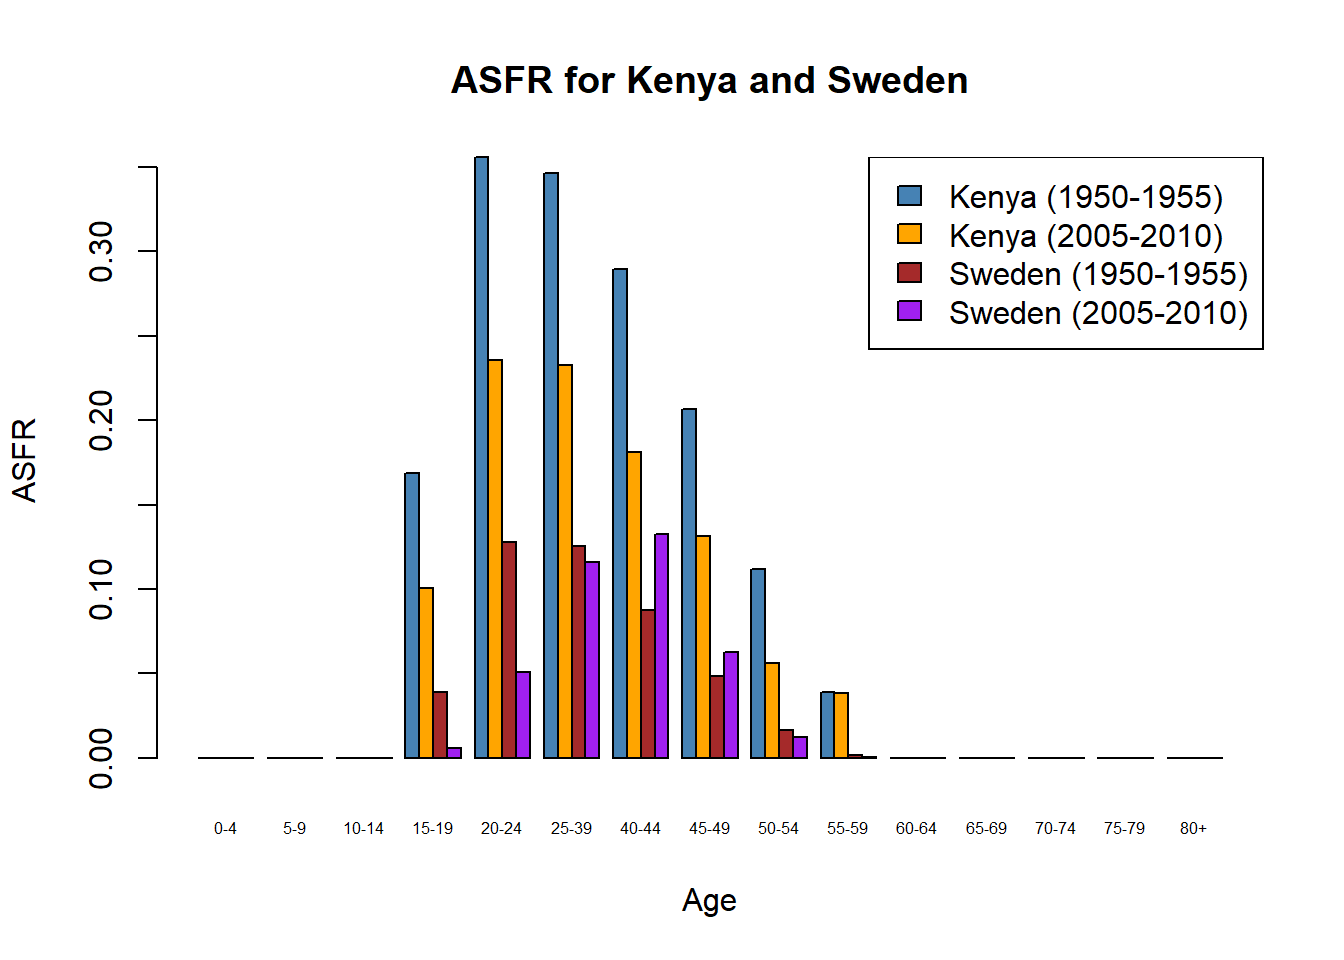 ASFR for Kenya and Sweden
Kenya (1950-1955)
Kenya (2005-2010)
Sweden (1950-1955)
Sweden (2005-2010)
ASFR
0.30
0.20
0.10
0.00
0-4 5-9 10-14 15-19 20-24 25-39 40-44 45-49 50-54 55-59 60-64 65-69 70-74 75-79 80+
Age